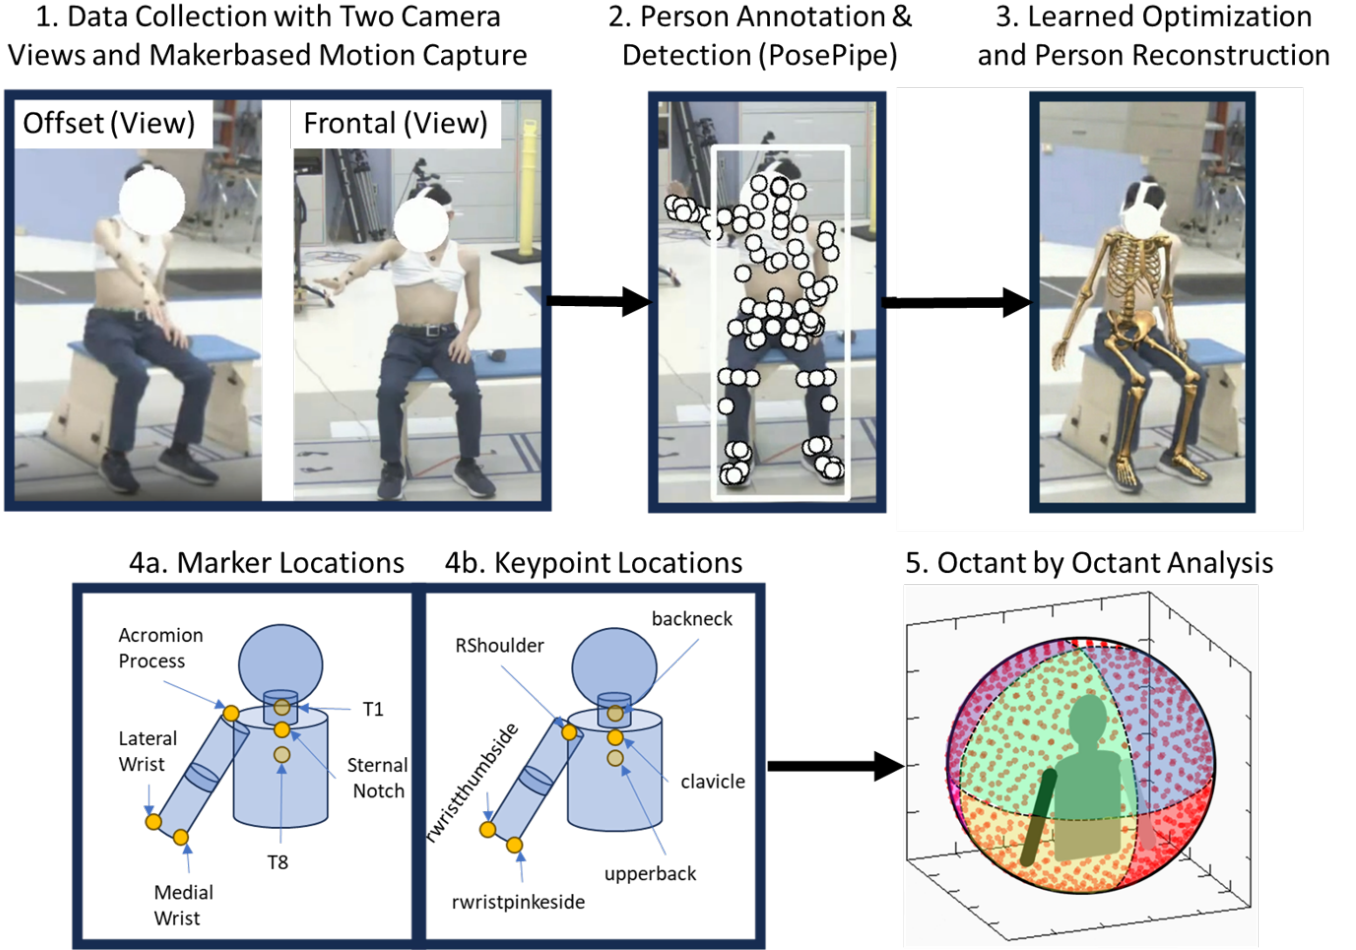 1. Data Collection with Two Camera
Views and Makerbased Motion Capture
2. Person Annotation &
Detection (PosePipe)
3. Learned Optimization
and Person Reconstruction
Offset (View)
Frontal (View)
4a. Marker Locations
4b. Keypoint Locations
5. Octant by Octant Analysis
Acromion
Process
T1
Lateral
Wrist
Sternal
Notch
T8
Medial
Wrist
backneck
RShoulder
rwristthumbside
clavicle
upperback
rwristpinkeside